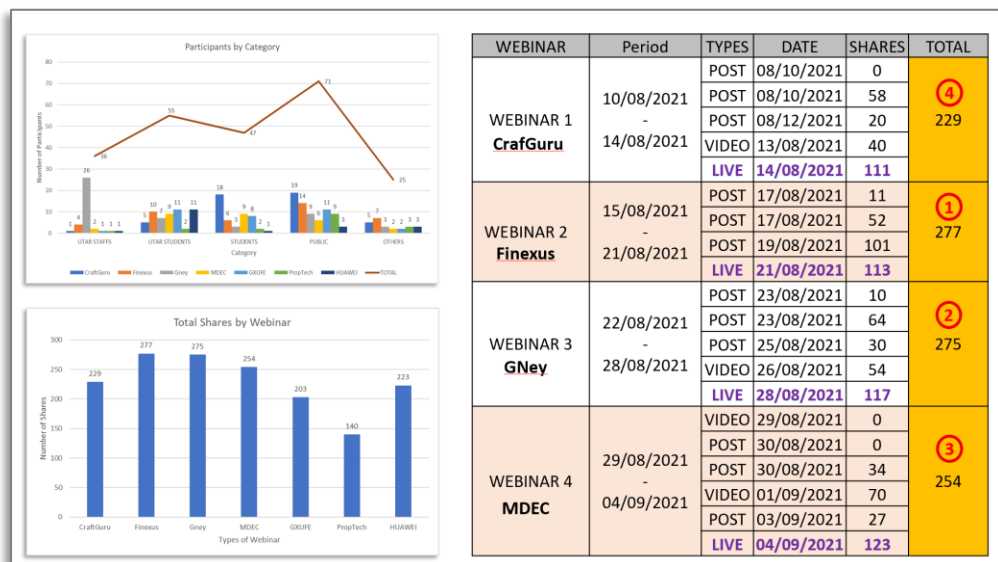 Participants by Category
Number of Participants
80
70
60
50
40
30
20
10
0
36
55
47
71
25
1 4 26 2 1 1 1
5 10 7 9 11 2 11
18 6 3 9 8 2 1
19 14 9 6 11 9 3
5 7 3 2 2 3 3
UTAR STAFFS UTAR STUDENTS STUDENTS PUBLIC OTHERS
Category
CraftGuru Finexus Gney MDEC GXUFE PropTech HUAWEI TOTAL
Total Shares by Webinar
Number of Shares
300
250
200
150
100
50
0
229 277 275 254 203 140 223
CraftGuru Finexus Gney MDEC GXUFE PropTech HUAWEI
Types of Webinar
WEBINAR Period TYPES DATE SHARES TOTAL
WEBINAR 1
CrafGuru
10/08/2021
-
14/08/2021
POST 08/10/2021 0
POST 08/10/2021 58
POST 08/12/2021 20
VIDEO 13/08/2021 40
LIVE 14/08/2021 111
4
229
WEBINAR 2
Finexus
15/08/2021
-
21/08/2021
POST 17/08/2021 11
POST 17/08/2021 52
POST 19/08/2021 101
LIVE 21/08/2021 113
1
277
WEBINAR 3
GNey
22/08/2021
-
28/08/2021
POST 23/08/2021 10
POST 23/08/2021 64
POST 25/08/2021 30
VIDEO 26/08/2021 54
LIVE 28/08/2021 117
2
275
WEBINAR 4
MDEC
29/08/2021
-
04/09/2021
VIDEO 29/08/2021 0
POST 30/08/2021 0
POST 30/08/2021 34
VIDEO 01/09/2021 70
POST 03/09/2021 27
LIVE 04/09/2021 123
3
254